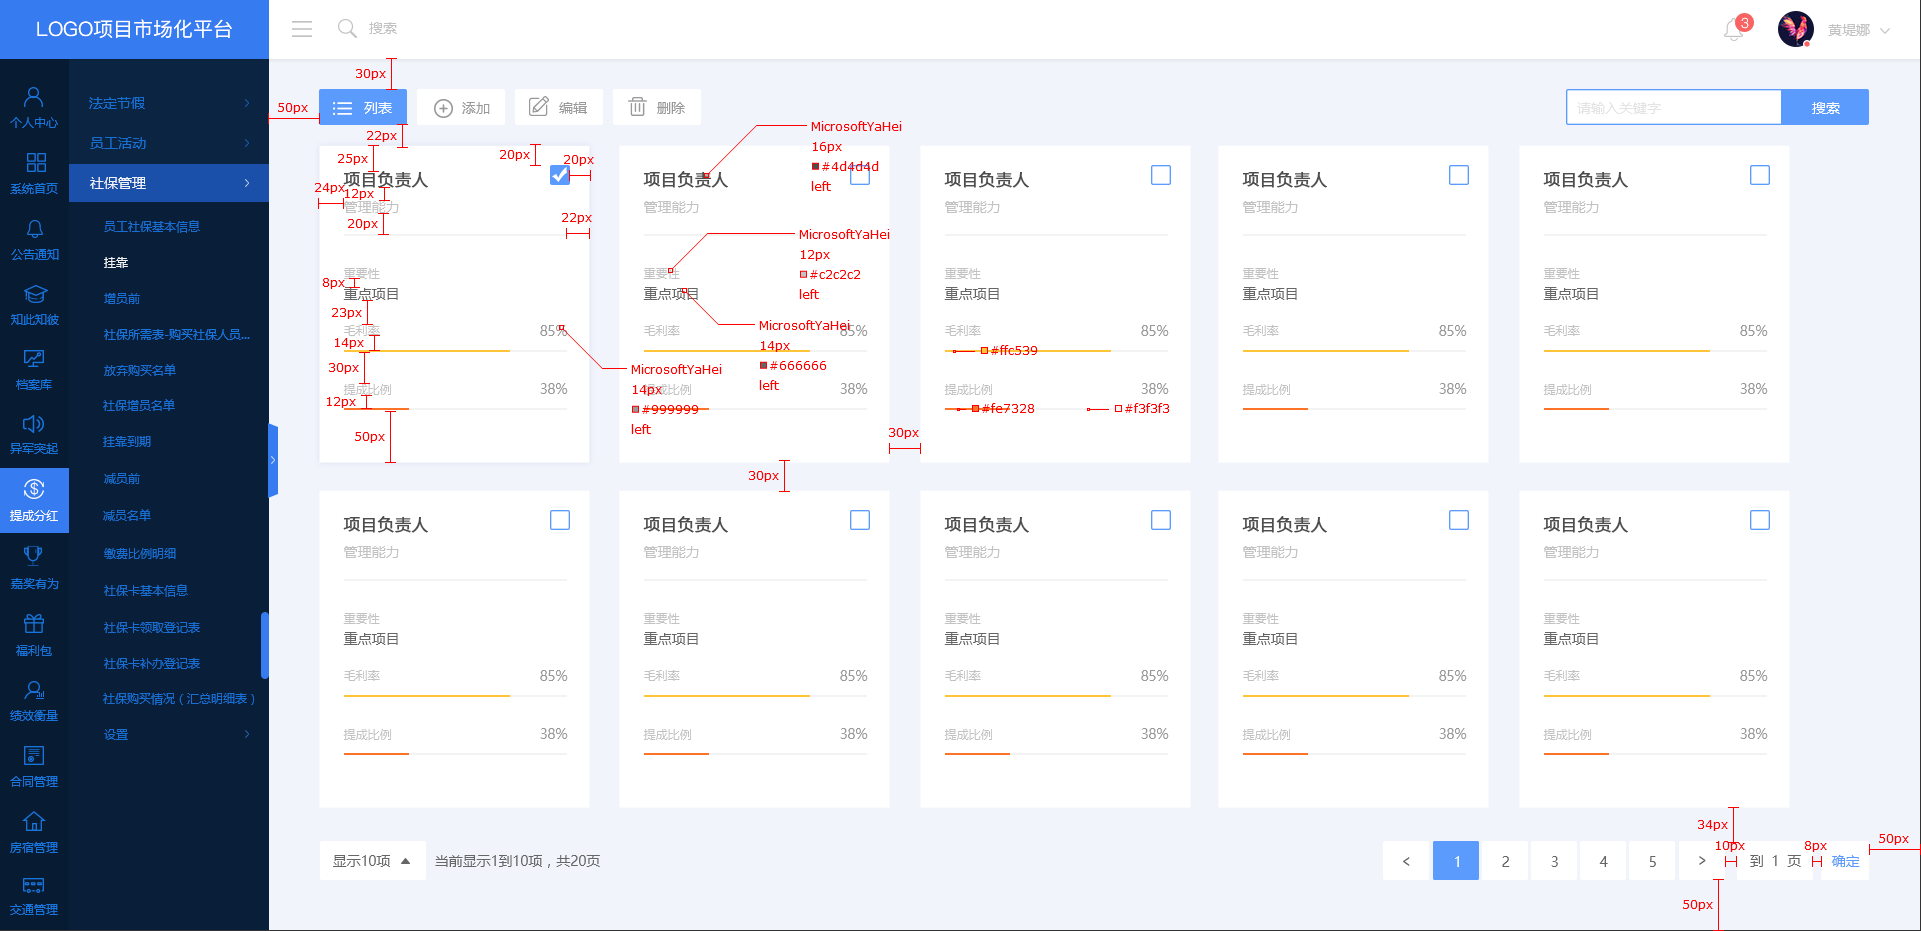 LOGO项目市场化平台
搜索
3
黄堤娜
个人中心
系统首页
公告通知
知此知彼
档案库
异军突起
提成分红
嘉奖有为
福利包
绩效衡量
合同管理
房宿管理
交通管理
法定节假
员工活动
社保管理
员工社保基本信息
挂靠
增员前
社保所需表-购买社保人员...
放弃购买名单
社保增员名单
挂靠到期
减员前
减员名单
缴费比例明细
社保卡基本信息
社保卡领取登记表
社保卡补办登记表
社保购买情况（汇总明细表）
设置
30px
50px
列表 添加 编辑 删除
请输入关键字 搜索
22px
25px
20px
20px
24px
12px
20px
22px
8px
23px
14px
30px
12px
50px
项目负责人
管理能力
重要性
重点项目
毛利率 85%
提成比例 38%
MicrosoftYaHei
16px
#4d4d4d
left
MicrosoftYaHei
12px
#c2c2c2
left
MicrosoftYaHei
14px
#666666
left
MicrosoftYaHei
14px
#999999
left
项目负责人
管理能力
重要性
重点项目
毛利率 85%
提成比例 38%
30px
30px
项目负责人
管理能力
重要性
重点项目
毛利率 85%
#ffc539
提成比例 38%
#fe7328
#f3f3f3
项目负责人
管理能力
重要性
重点项目
毛利率 85%
提成比例 38%
项目负责人
管理能力
重要性
重点项目
毛利率 85%
提成比例 38%
项目负责人
管理能力
重要性
重点项目
毛利率 85%
提成比例 38%
项目负责人
管理能力
重要性
重点项目
毛利率 85%
提成比例 38%
项目负责人
管理能力
重要性
重点项目
毛利率 85%
提成比例 38%
项目负责人
管理能力
重要性
重点项目
毛利率 85%
提成比例 38%
项目负责人
管理能力
重要性
重点项目
毛利率 85%
提成比例 38%
显示10项 当前显示1到10项，共20页
34px
10px
8px
50px
< 1 2 3 4 5 > 到 1 页 确定
50px